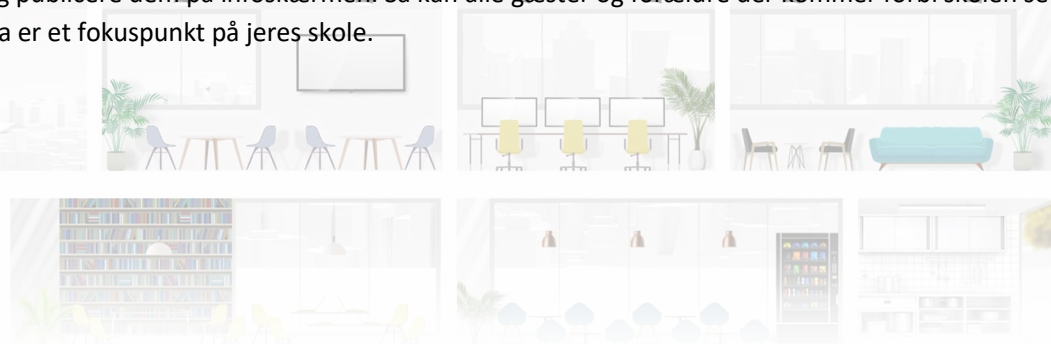 g publicere dem på infoskærmen. Så kan alle gæster og forældre der kommer forbi skolen se
a er et fokuspunkt på jeres skole.